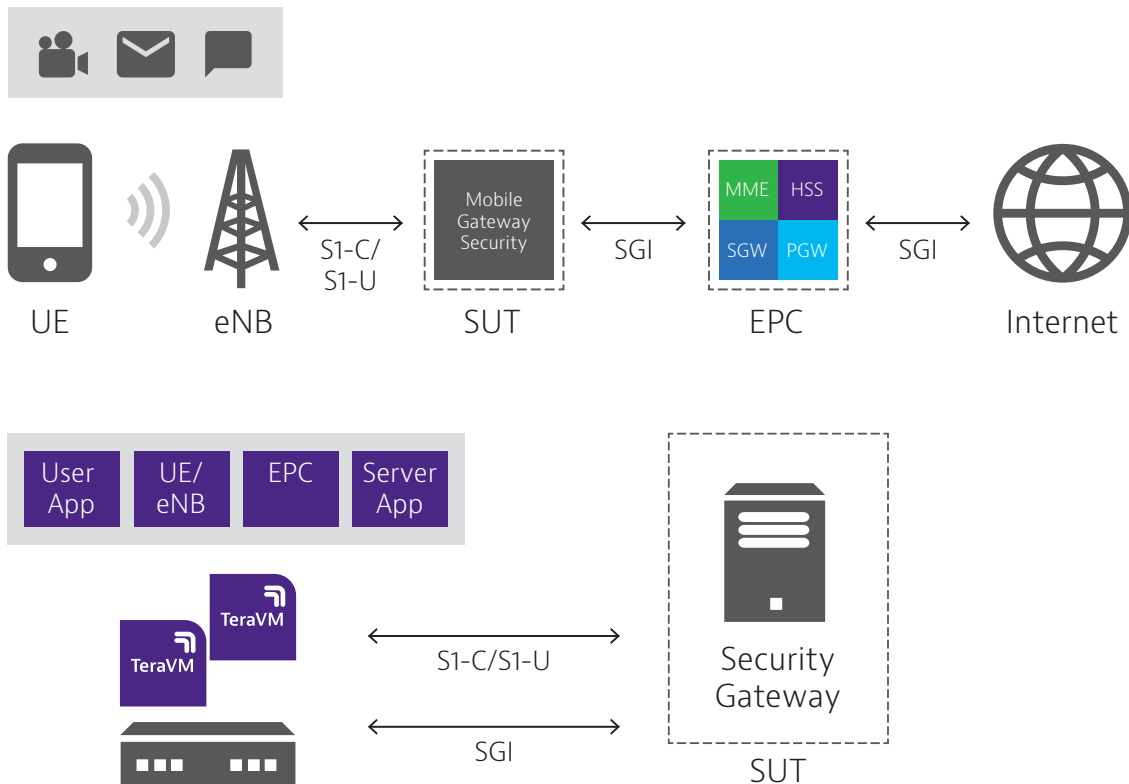 Mobile
Gateway
Security
MME
HSS
SGW
PGW
S1-C/
S1-U
SGI
SGI
UE
eNB
SUT
EPC
Internet
User
App
UE/
eNB
EPC
Server
App
TeraVM
TeraVM
S1-C/S1-U
SGI
Security
Gateway
SUT